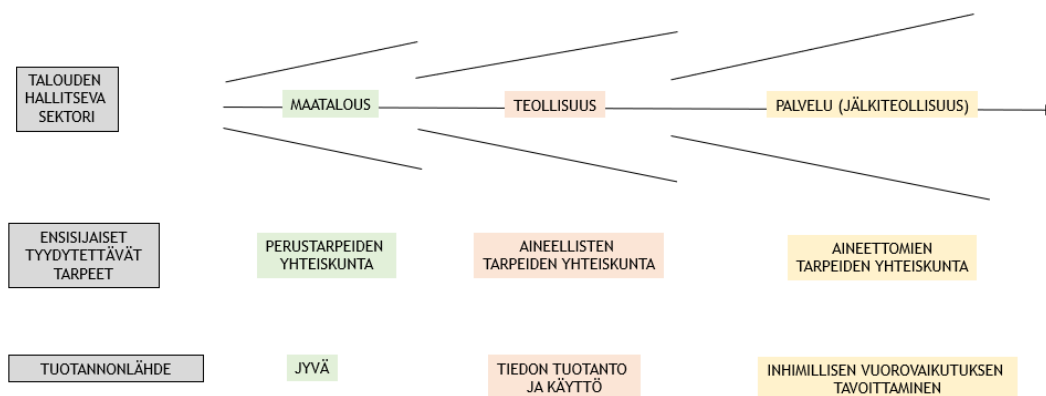 TALOUDEN
HALLITSEVA
SEKTORI
MAATALOUS
TEOLLISUUS
PALVELU (JÄLKITEOLLISUUS)
ENSISIJAISET
TYYDYTETTÄVÄT
TARPEET
PERUSTARPEIDEN
YHTEISKUNTA
AINEELLISTEN
TARPEIDEN YHTEISKUNTA
AINEETTOMIEN
TARPEIDEN YHTEISKUNTA
TUOTANNONLÄHDE
JYVÄ
TIEDON TUOTANTO
JA KÄYTTÖ
INHIMILLISEN VUOROVAIKUTUKSEN
TAVOITTAMINEN